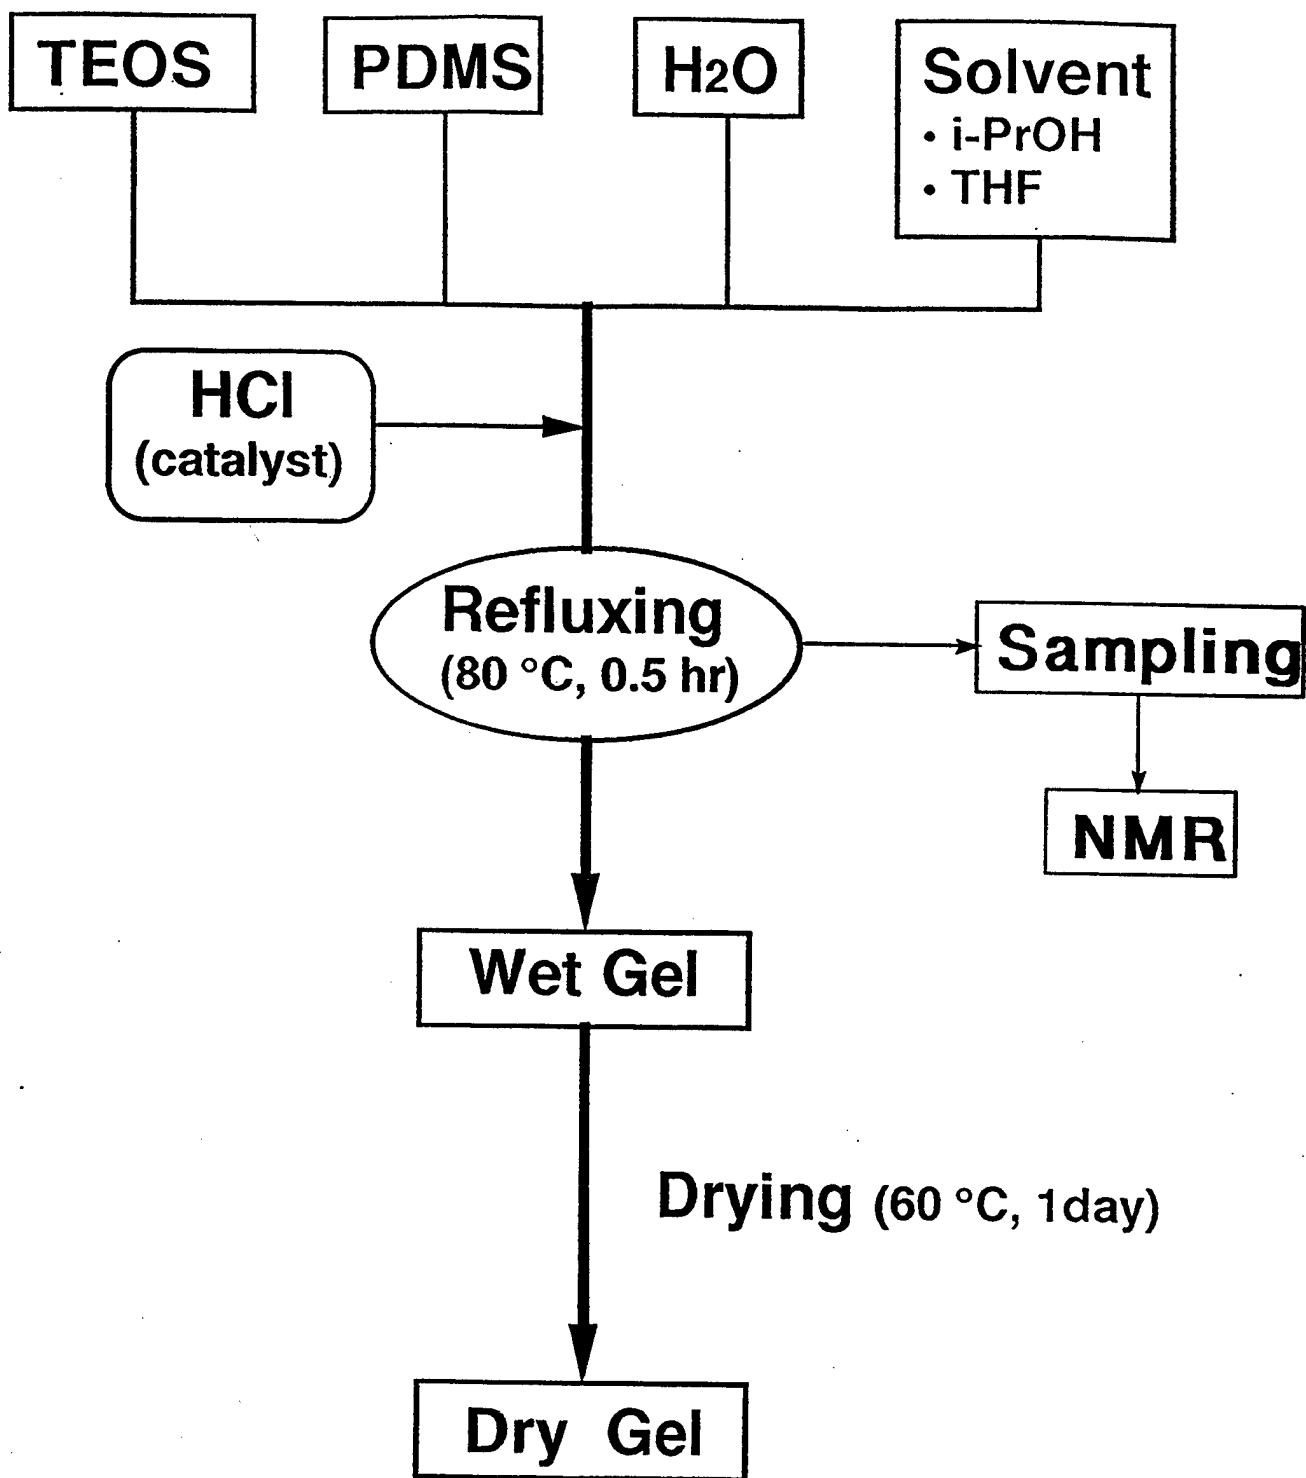 TEOS
PDMS
H2O
Solvent
• i-PrOH
• THF
HCl
(catalyst)
Refluxing
(80 °C, 0.5 hr)
Sampling
NMR
Wet Gel
Drying (60 °C, 1day)
Dry Gel